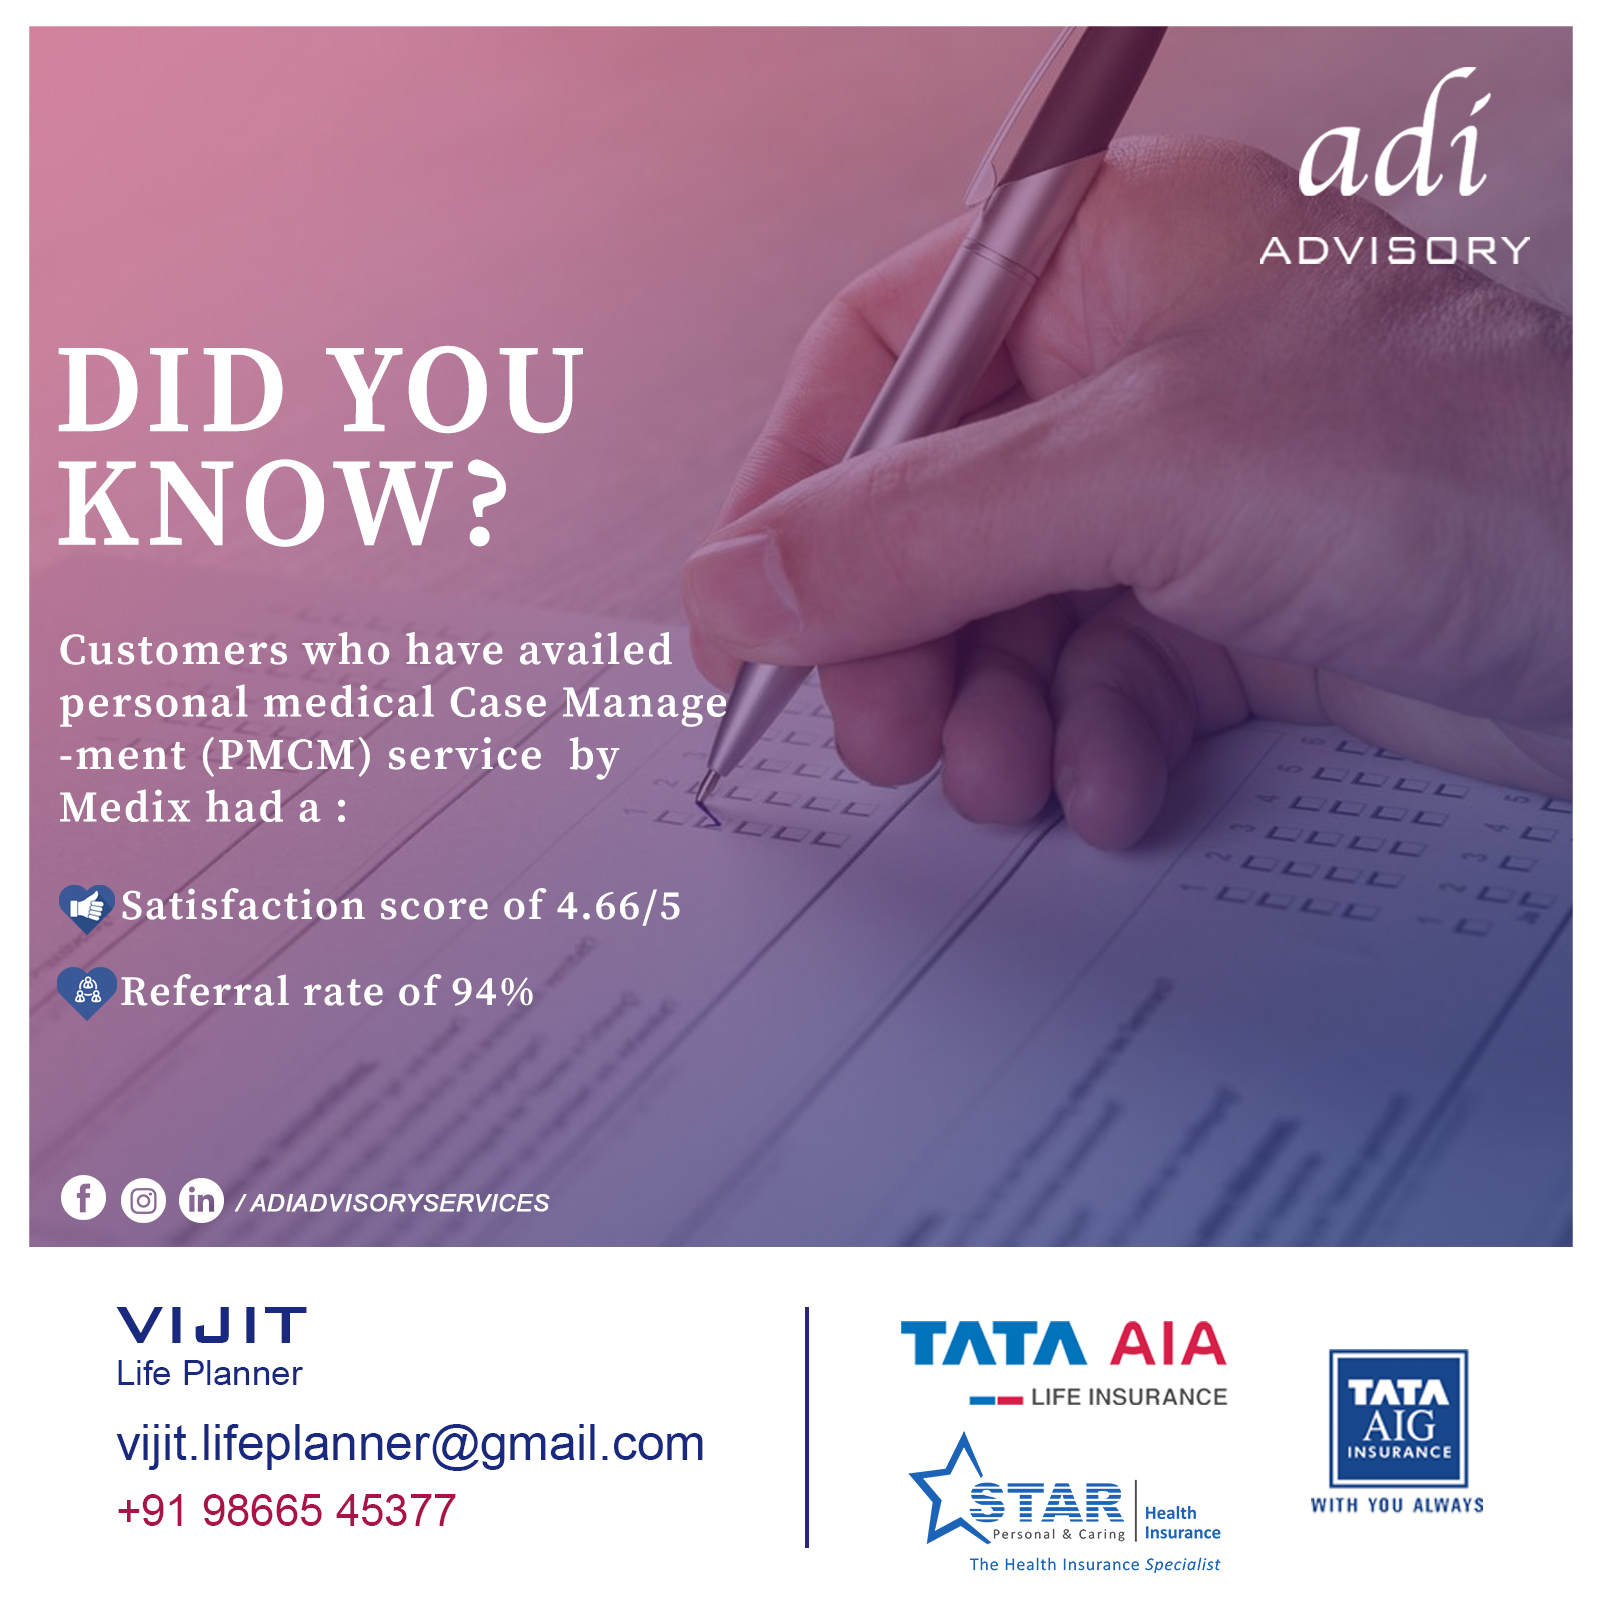 adi
ADVISORY
DID YOU
KNOW?
Customers who have availed
personal medical Case Manage
-ment (PMCM) service by
Medix had a :
Satisfaction score of 4.66/5
Referral rate of 94%
/ ADIADVISORYSERVICES
VIJIT
Life Planner
vijit.lifeplanner@gmail.com
+91 98665 45377
TATA AIA
LIFE INSURANCE
STAR
Personal & Caring
Health
Insurance
The Health Insurance Specialist
TATA
AIG
INSURANCE
WITH YOU ALWAYS